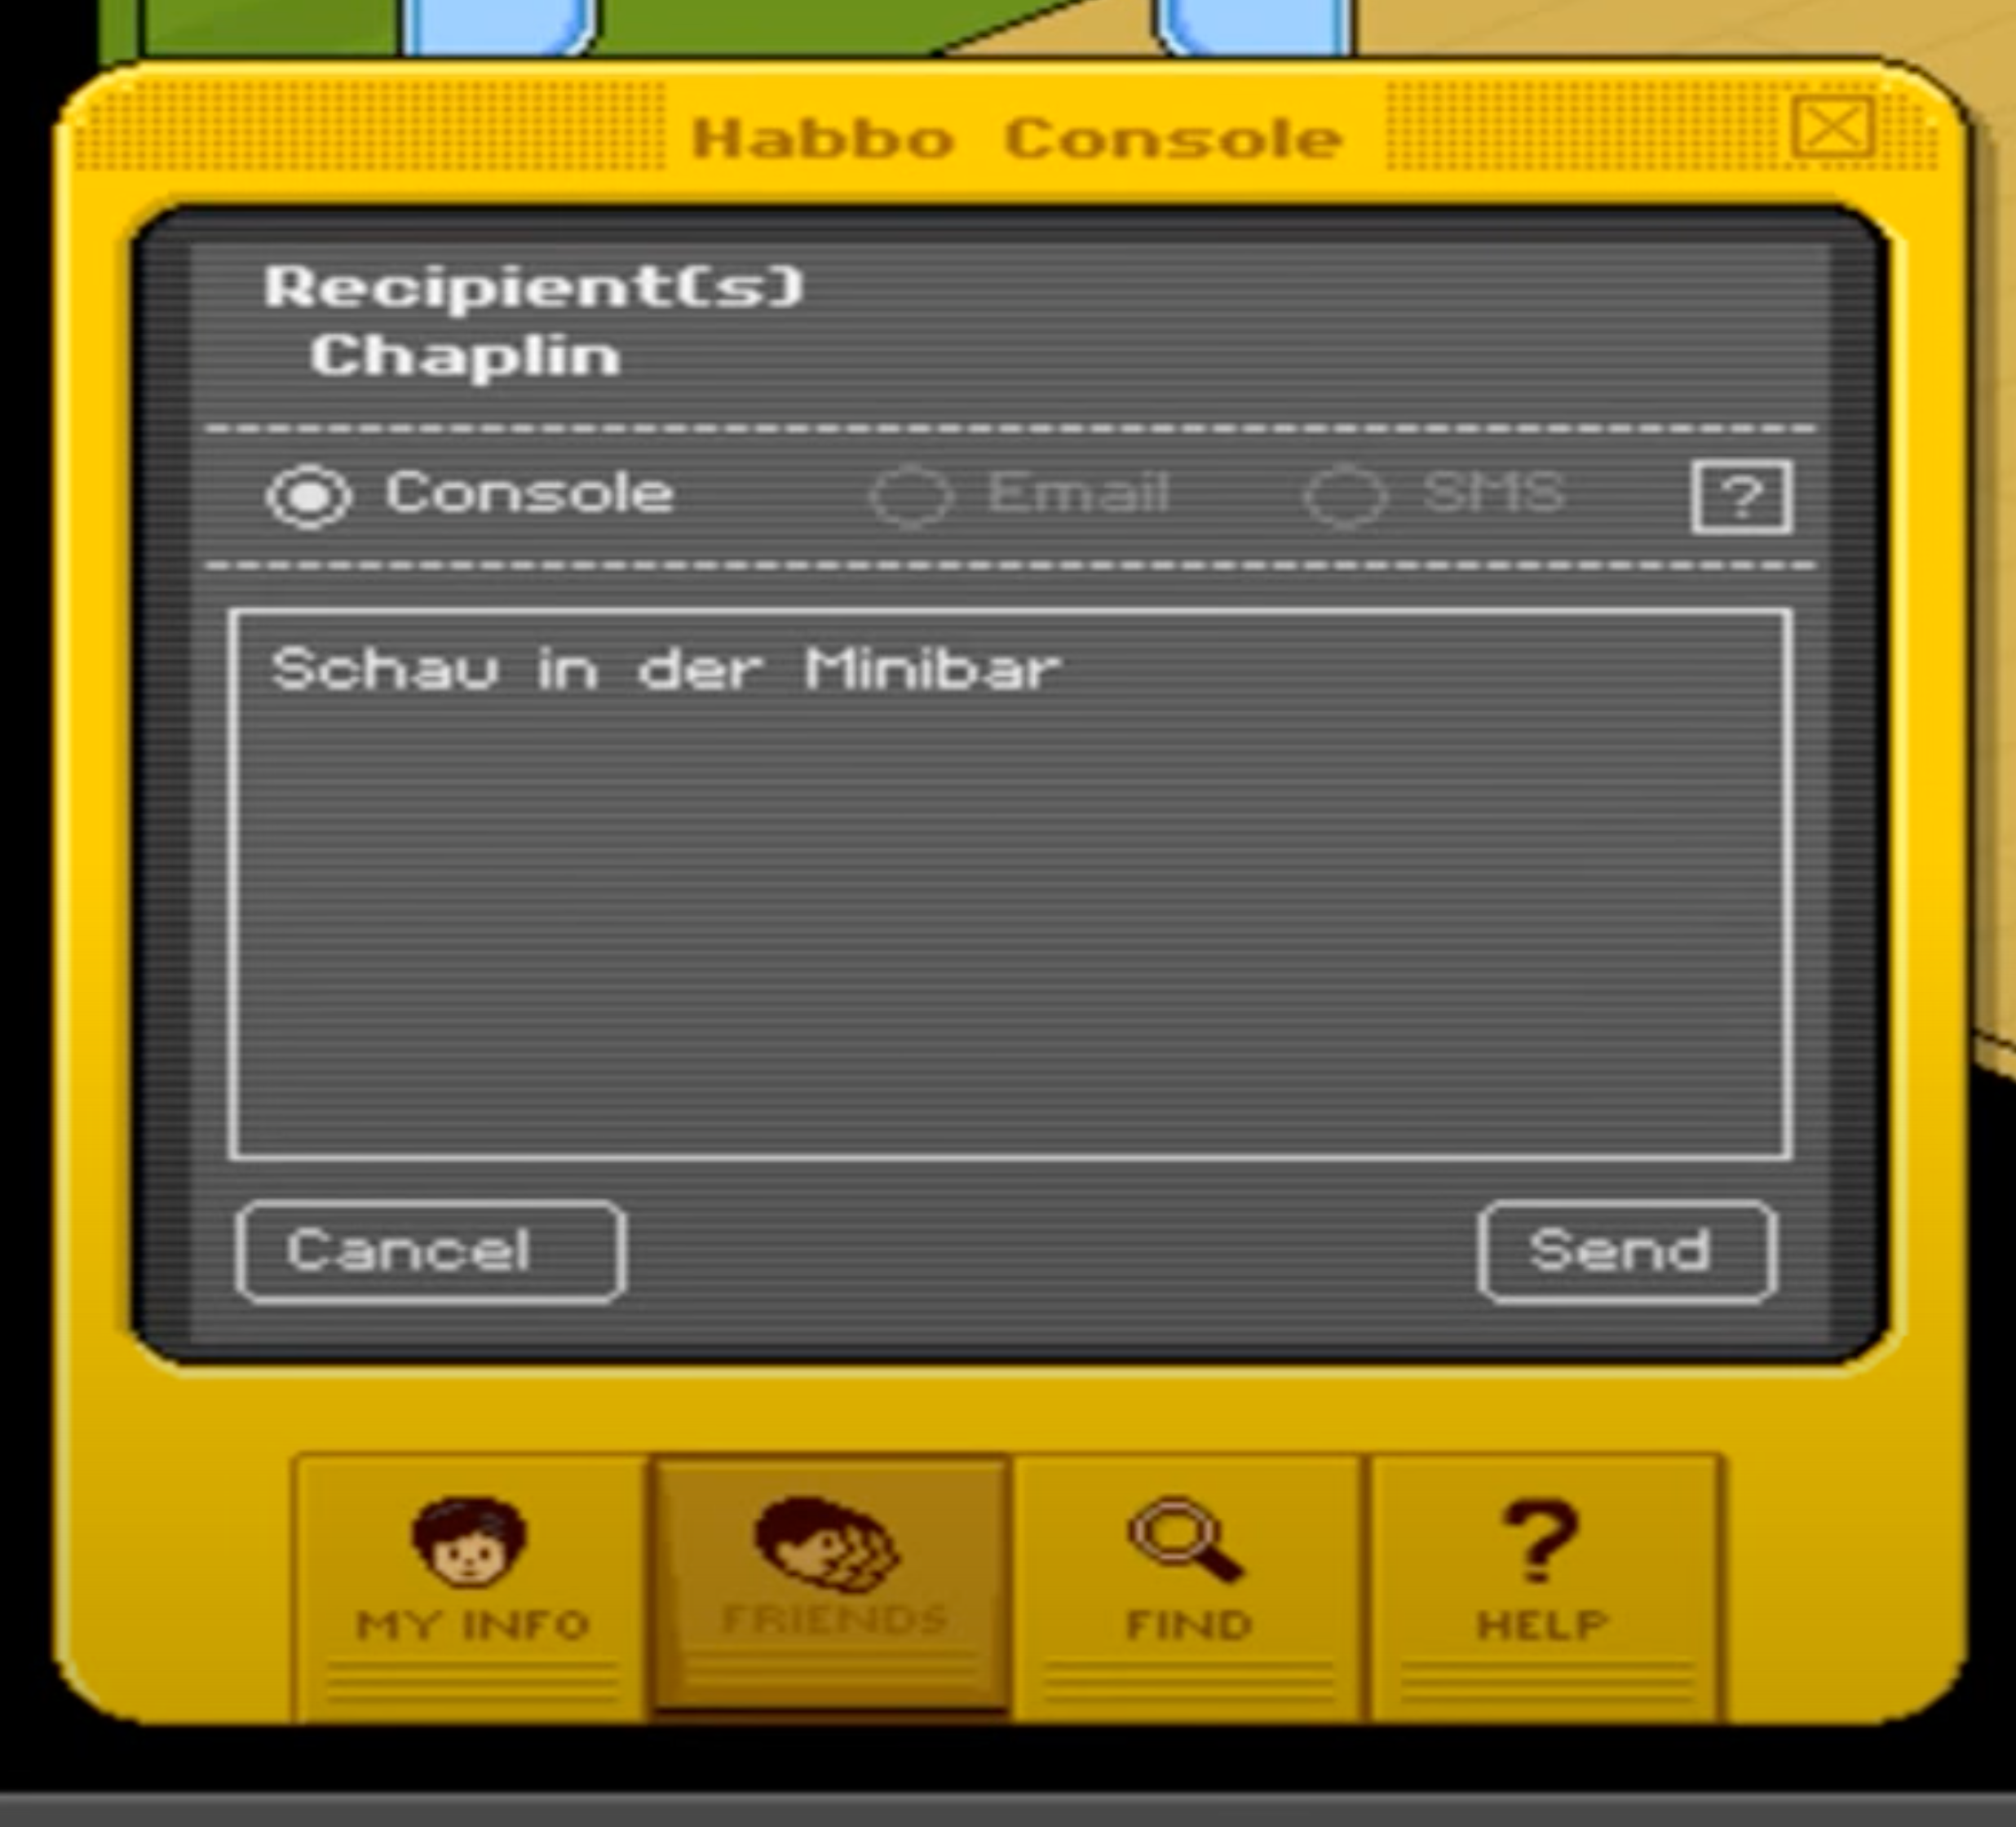 Habbo Console
Recipient(s)
Chaplin
Console Email SMS ?
Schau in der Minibar
Cancel Send
MY INFO FRIENDS FIND HELP